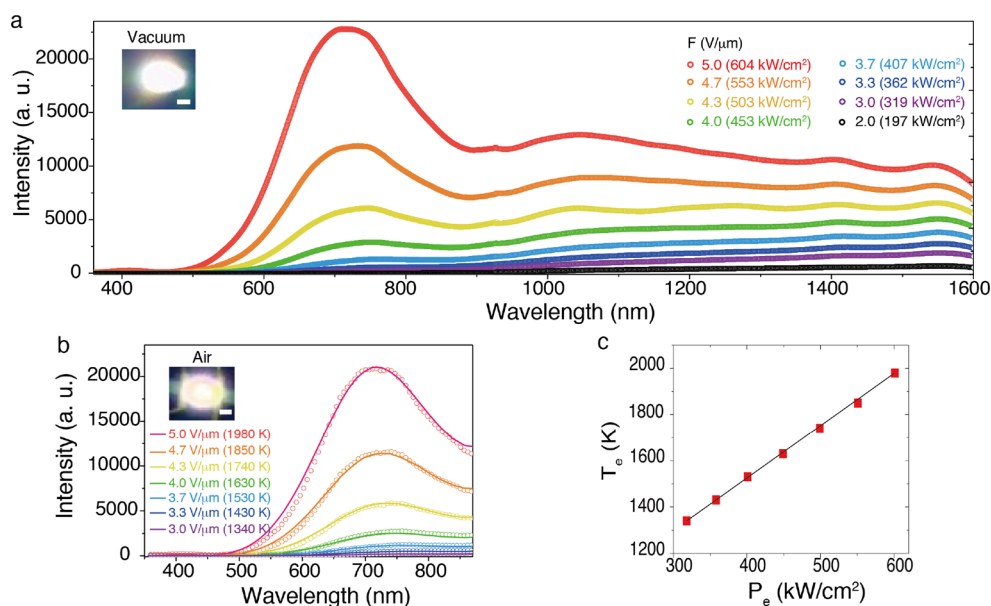 a
Vacuum
Intensity (a. u.)
20000
15000
10000
5000
0
F (V/μm)
5.0 (604 kW/cm²)
4.7 (553 kW/cm²)
4.3 (503 kW/cm²)
4.0 (453 kW/cm²)
3.7 (407 kW/cm²)
3.3 (362 kW/cm²)
3.0 (319 kW/cm²)
2.0 (197 kW/cm²)
400 600 800 1000 1200 1400 1600
Wavelength (nm)
b
Air
Intensity (a. u.)
20000
15000
10000
5000
0
5.0 V/μm (1980 K)
4.7 V/μm (1850 K)
4.3 V/μm (1740 K)
4.0 V/μm (1630 K)
3.7 V/μm (1530 K)
3.3 V/μm (1430 K)
3.0 V/μm (1340 K)
400 500 600 700 800
Wavelength (nm)
c
Tₑ (K)
2000
1800
1600
1400
1200
300 400 500 600
Pₑ (kW/cm²)